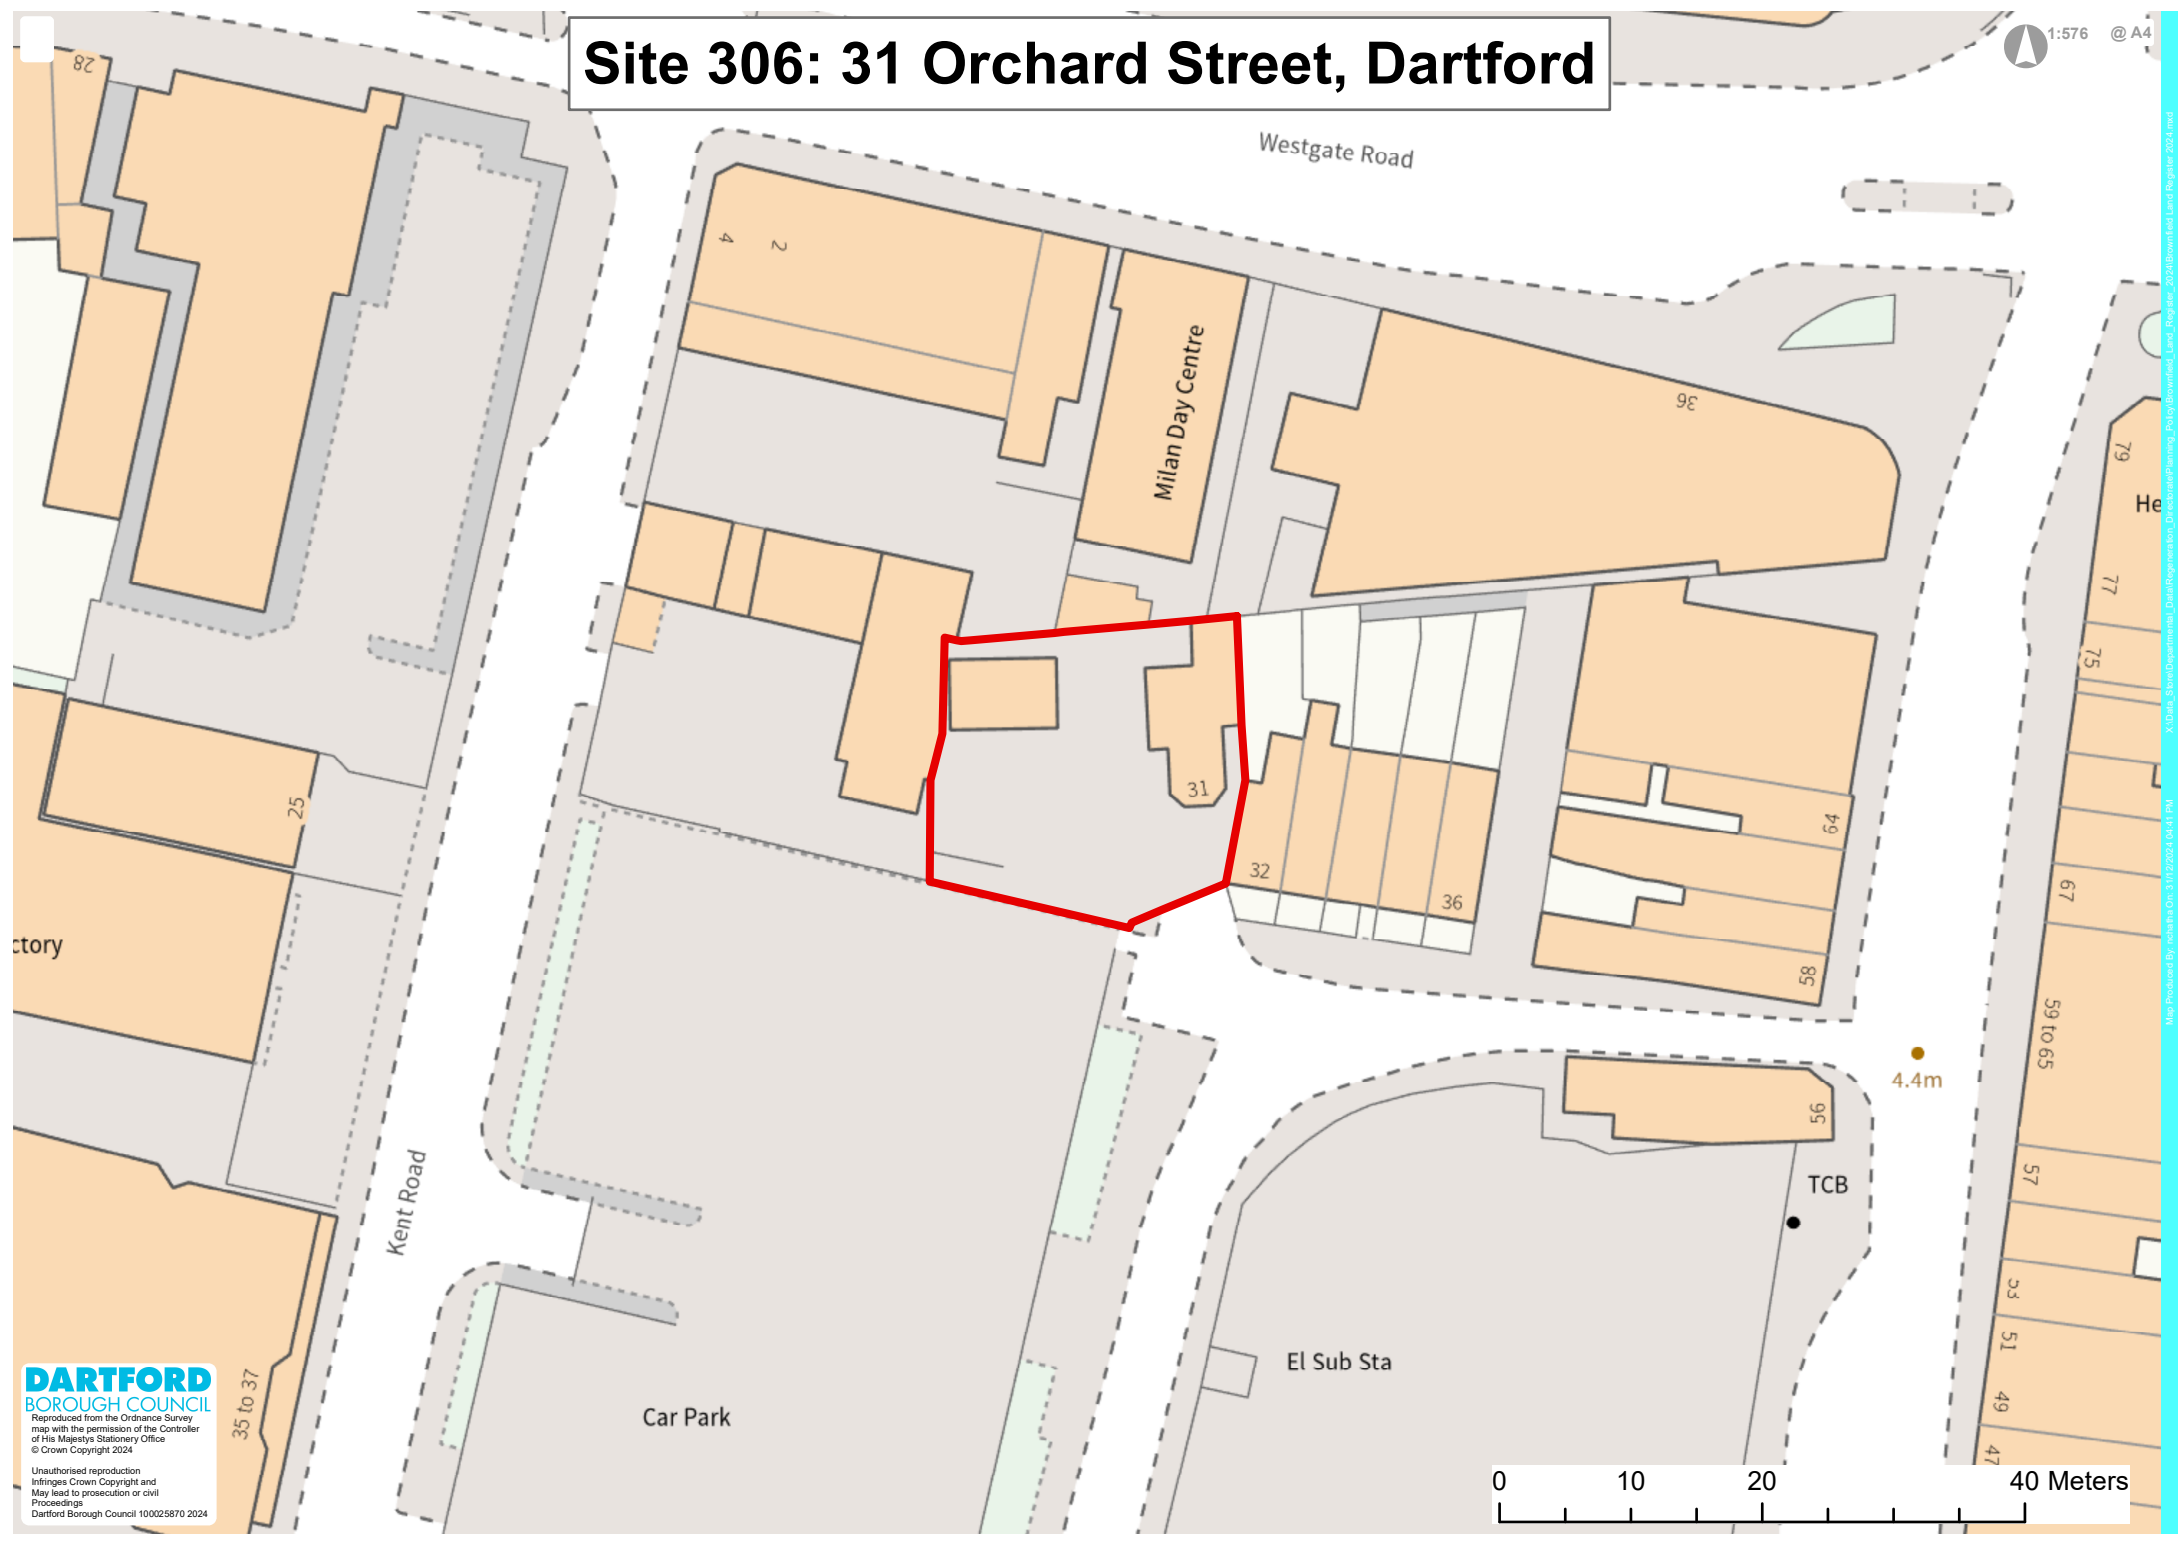 Site 306: 31 Orchard Street, Dartford
1:576 @ A4
28
Westgate Road
4
2
Milan Day Centre
36
79
He
77
75
25
31
32
36
64
67
58
ctory
59 to 65
4.4m
56
57
TCB
Kent Road
53
51
El Sub Sta
49
35 to 37
Car Park
47
DARTFORD
BOROUGH COUNCIL
Reproduced from the Ordnance Survey
map with the permission of the Controller
of His Majestys Stationery Office
© Crown Copyright 2024
Unauthorised reproduction
Infringes Crown Copyright and
May lead to prosecution or civil
Proceedings
Dartford Borough Council 100025870 2024
0 10 20 40 Meters